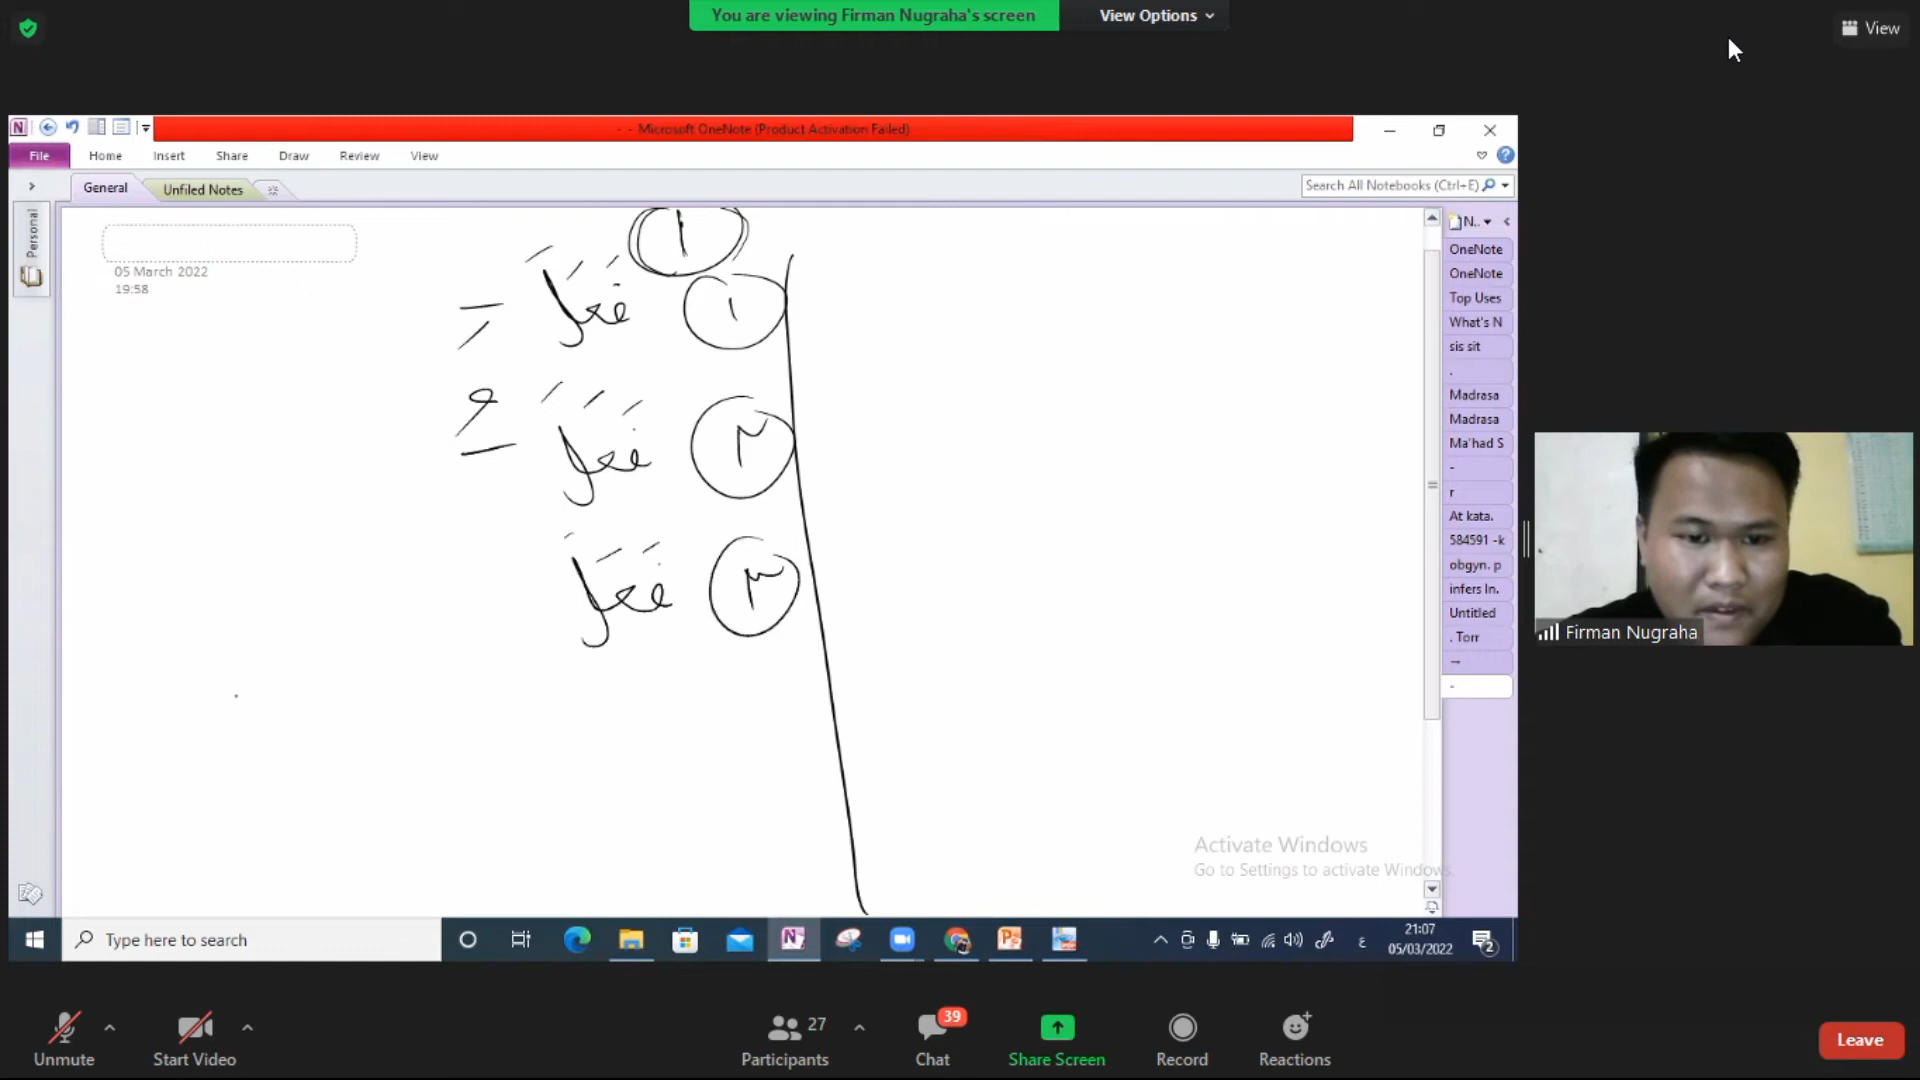 You are viewing Firman Nugraha's screen
View Options
View
- - Microsoft OneNote (Product Activation Failed)
File
Home
Insert
Share
Draw
Review
View
General
Unfiled Notes
Search All Notebooks (Ctrl+E)
Personal
N..
05 March 2022
19:58
١
١
٢
٣
OneNote
OneNote
Top Uses
What's N
sis sit
.
Madrasa
Madrasa
Ma'had S
-
r
At kata.
584591 -k
obgyn. p
infers In.
Untitled
. Torr
→
-
Firman Nugraha
Activate Windows
Go to Settings to activate Windows.
Type here to search
ع
21:07
05/03/2022
2
Unmute
Start Video
27
Participants
39
Chat
Share Screen
Record
Reactions
Leave